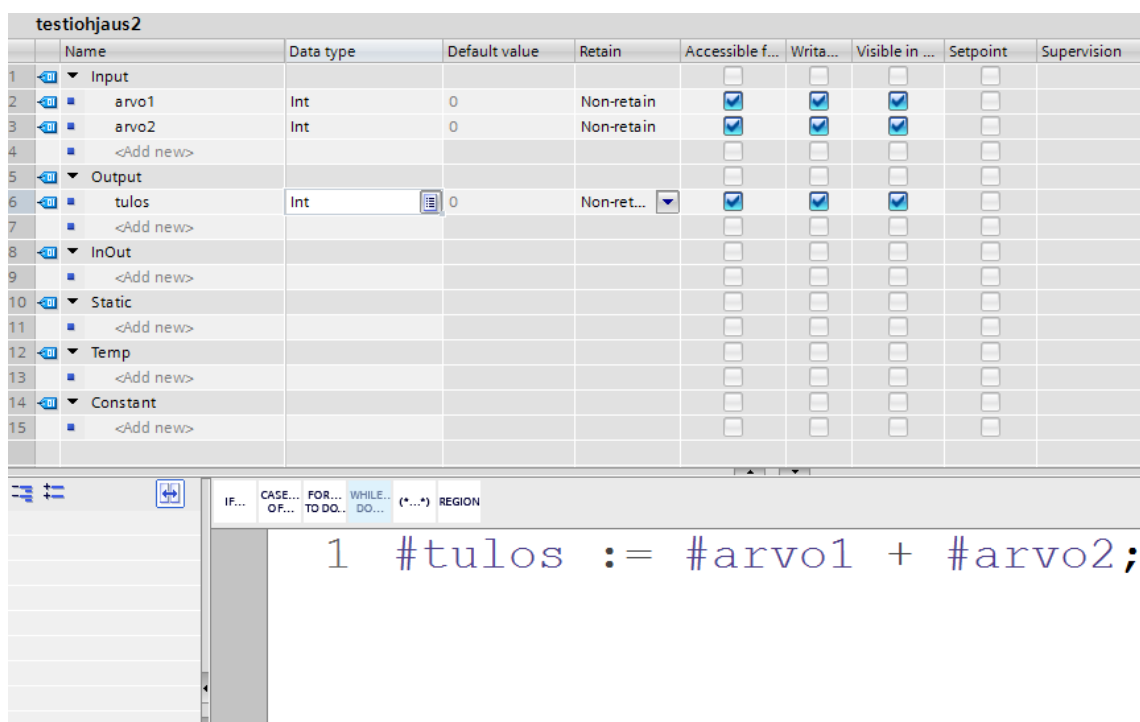 testiohjaus2
Name Data type Default value Retain Accessible f... Writa... Visible in ... Setpoint Supervision
1 Input
2 arvo1 Int 0 Non-retain
3 arvo2 Int 0 Non-retain
4 <Add new>
5 Output
6 tulos Int 0 Non-ret...
7 <Add new>
8 InOut
9 <Add new>
10 Static
11 <Add new>
12 Temp
13 <Add new>
14 Constant
15 <Add new>
IF... CASE... OF... FOR... TO DO.. WHILE.. DO... (*...*) REGION
1 #tulos := #arvo1 + #arvo2;